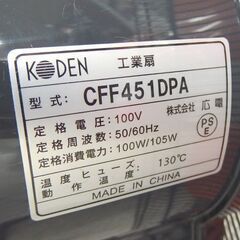 KODEN 工業扇
型式: CFF451DPA
定格電圧:100V 株式会社 広電
定格周波数:50/60Hz
定格消費電力:100W/105W
PS
E
温度ヒューズ
動作温度: 130℃
MADE IN CHINA